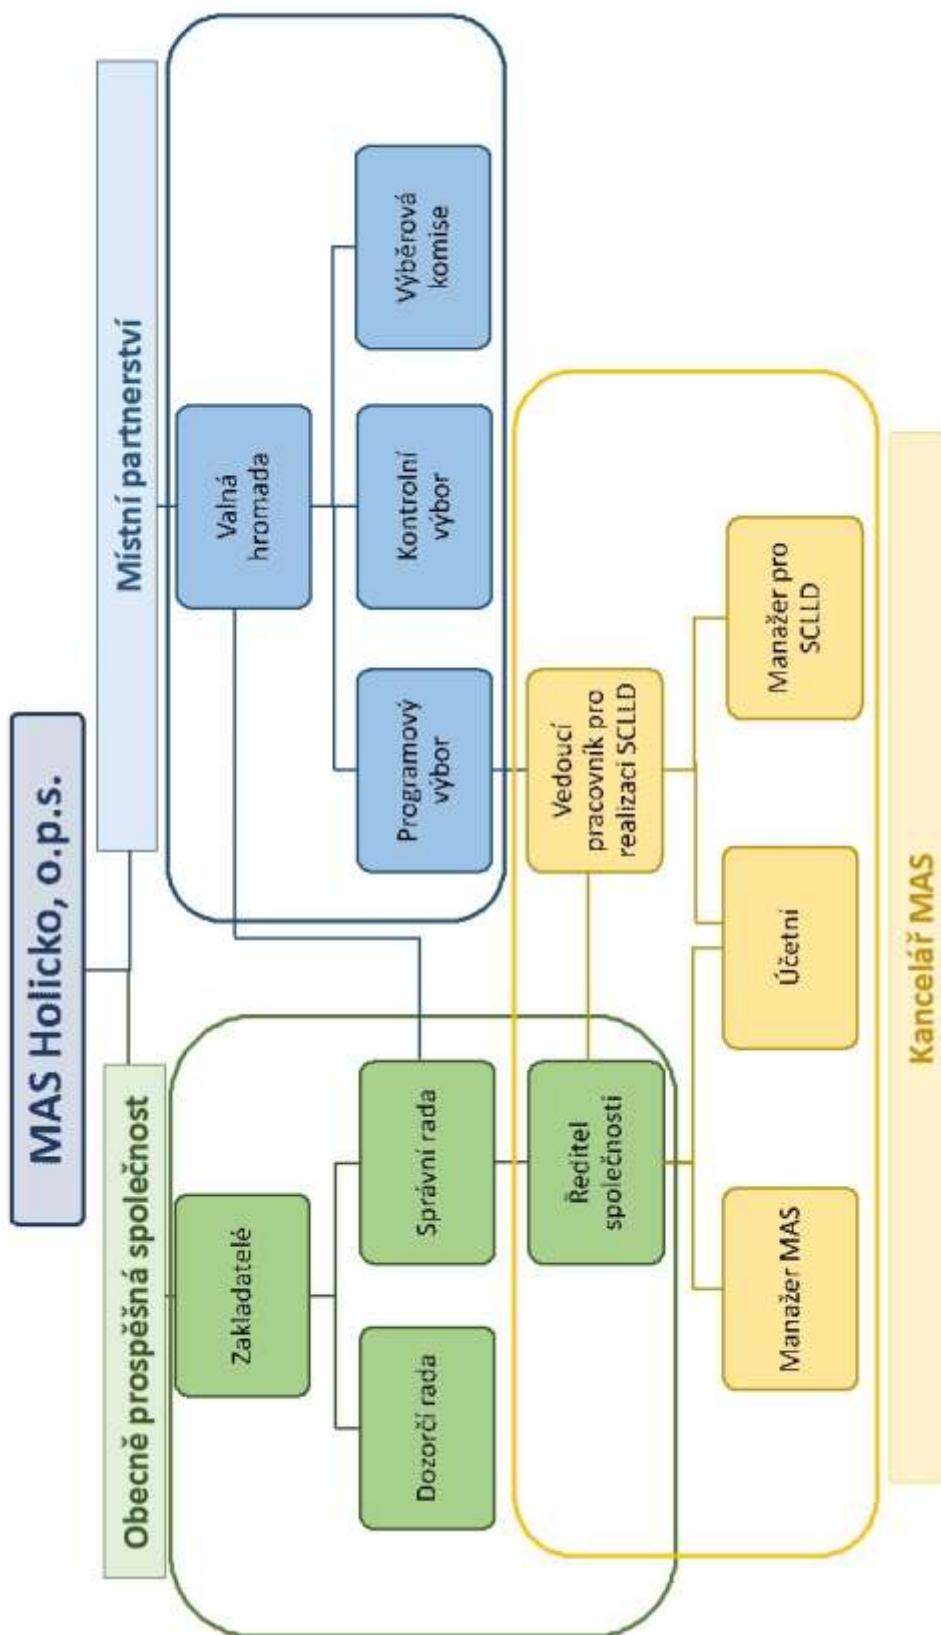 MAS Holicko, o.p.s.
Obecně prospěšná společnost
Místní partnerství
Zakladatelé
Valná
hromada
Dozorčí rada
Správní rada
Programový
výbor
Kontrolní
výbor
Výběrová
komise
Ředitel
společnosti
Vedoucí
pracovník pro
realizaci SCLLD
Manažer MAS
Účetní
Manažer pro
SCLLD
Kancelář MAS